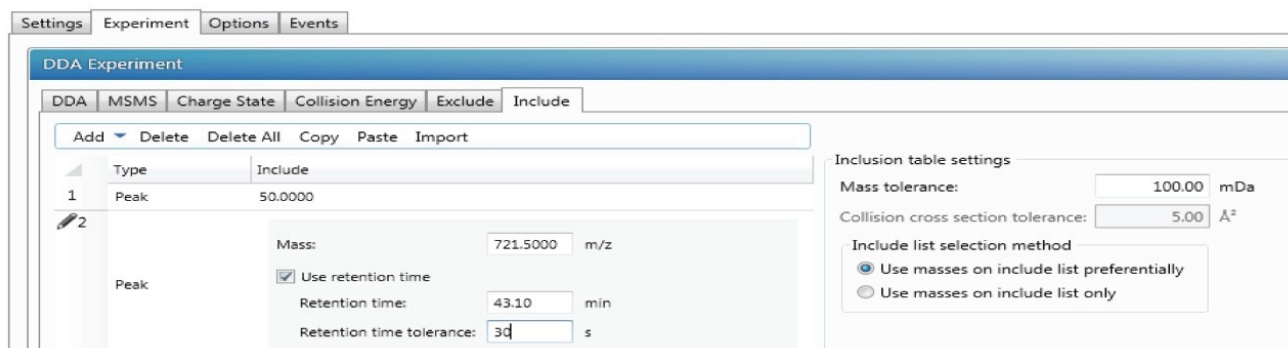 Settings Experiment Options Events
DDA Experiment
DDA MSMS Charge State Collision Energy Exclude Include
Add Delete Delete All Copy Paste Import
Type Include
1 Peak 50.0000
2
Peak
Mass: 721.5000 m/z
Use retention time
Retention time: 43.10 min
Retention time tolerance: 30 s
Inclusion table settings
Mass tolerance: 100.00 mDa
Collision cross section tolerance: 5.00 Å²
Include list selection method
Use masses on include list preferentially
Use masses on include list only